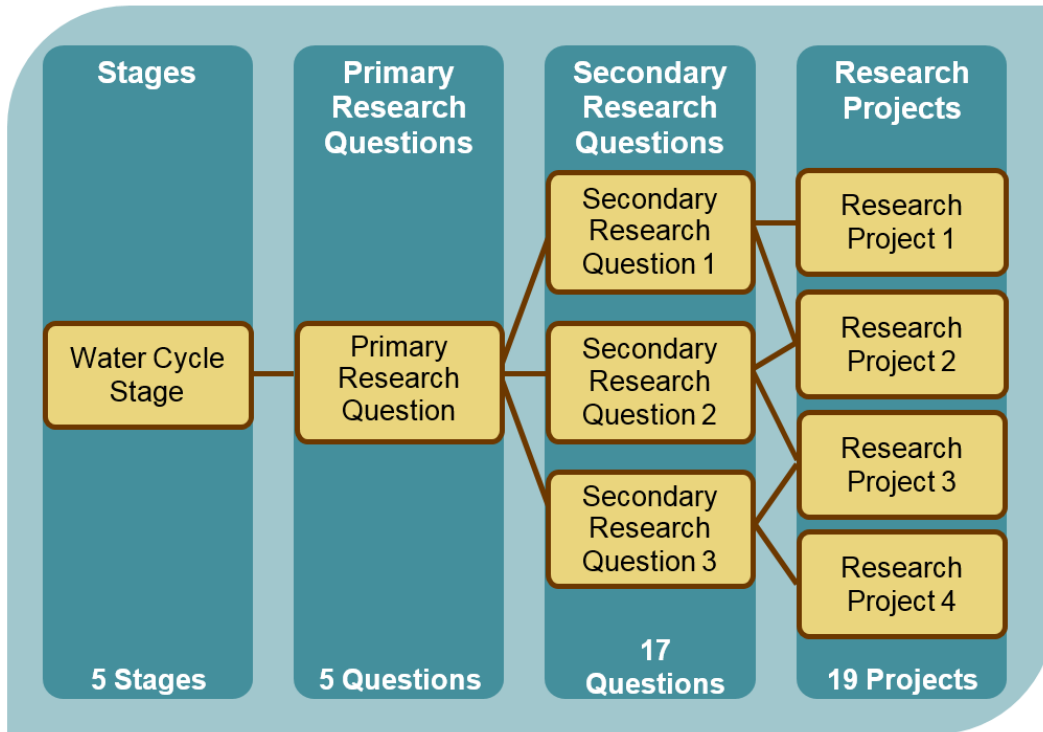 Stages
Primary
Research
Questions
Secondary
Research
Questions
Research
Projects
Water Cycle
Stage
Primary
Research
Question
Secondary
Research
Question 1
Secondary
Research
Question 2
Secondary
Research
Question 3
Research
Project 1
Research
Project 2
Research
Project 3
Research
Project 4
5 Stages
5 Questions
17
Questions
19 Projects